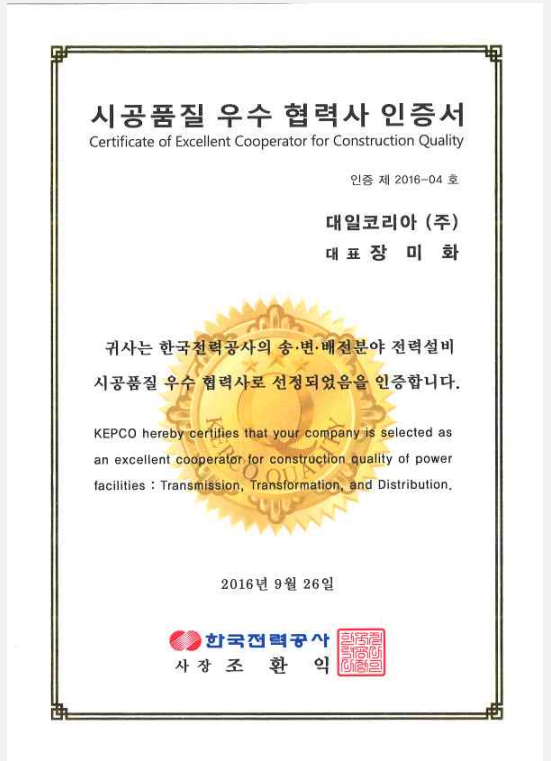 시공품질 우수 협력사 인증서
Certificate of Excellent Cooperator for Construction Quality
인증 제 2016-04 호
대일코리아 (주)
대 표 장 미 화
귀사는 한국전력공사의 송·변·배전분야 전력설비
시공품질 우수 협력사로 선정되었음을 인증합니다.
KEPCO hereby certifies that your company is selected as
an excellent cooperator for construction quality of power
facilities : Transmission, Transformation, and Distribution.
KEPCO QUALITY
2016년 9월 26일
한국전력공사
사 장 조 환 익